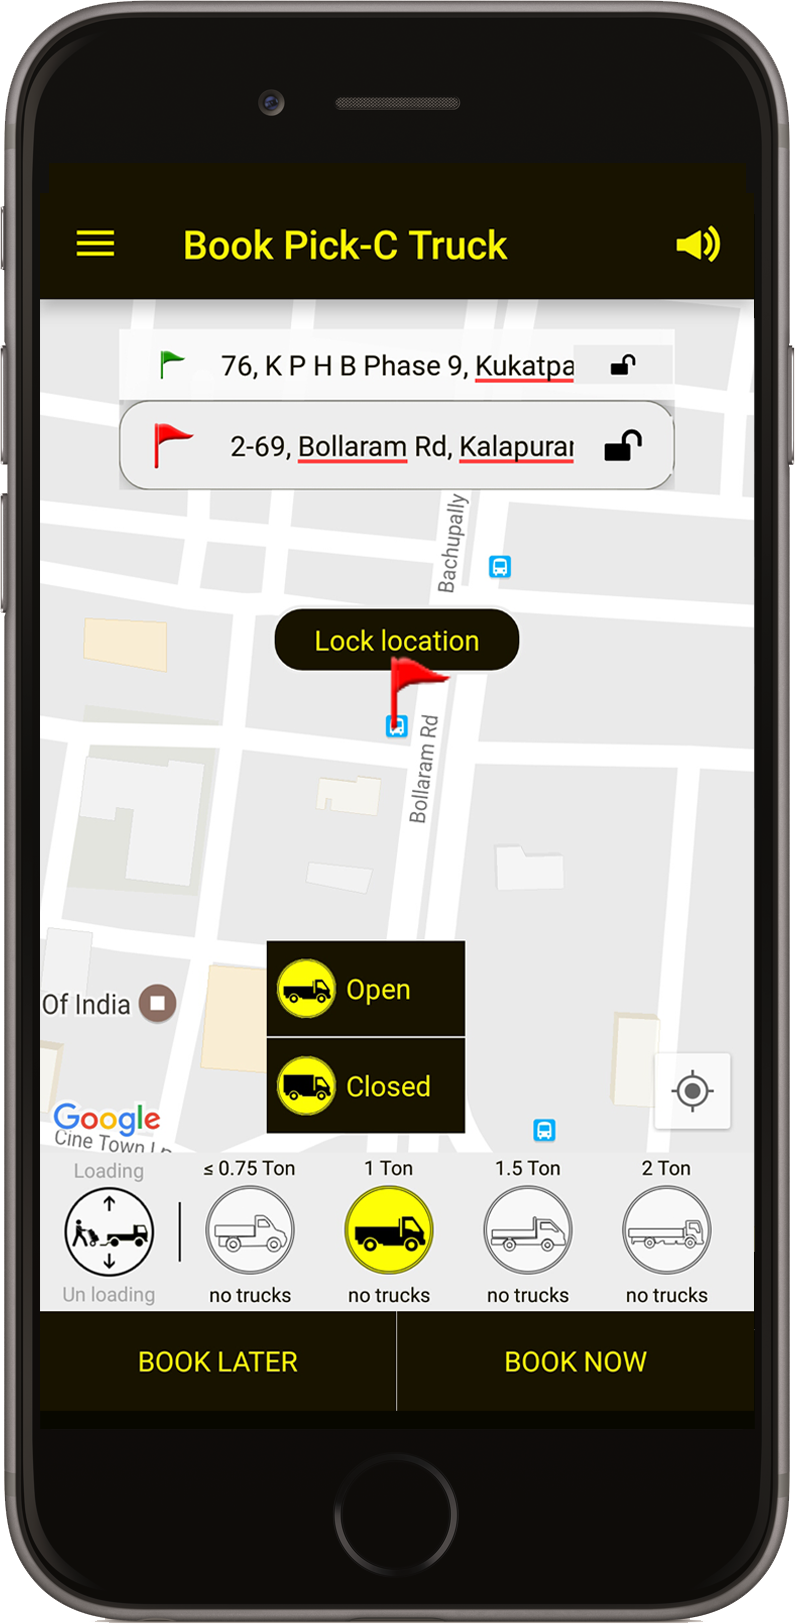 Book Pick-C Truck
76, K P H B Phase 9, Kukatpa
2-69, Bollaram Rd, Kalapurar
Bachupally
Lock location
Bollaram Rd
Open
Of India
Closed
Google
Cine Town
Loading
≤ 0.75 Ton
1 Ton
1.5 Ton
2 Ton
Un loading
no trucks
no trucks
no trucks
no trucks
BOOK LATER
BOOK NOW